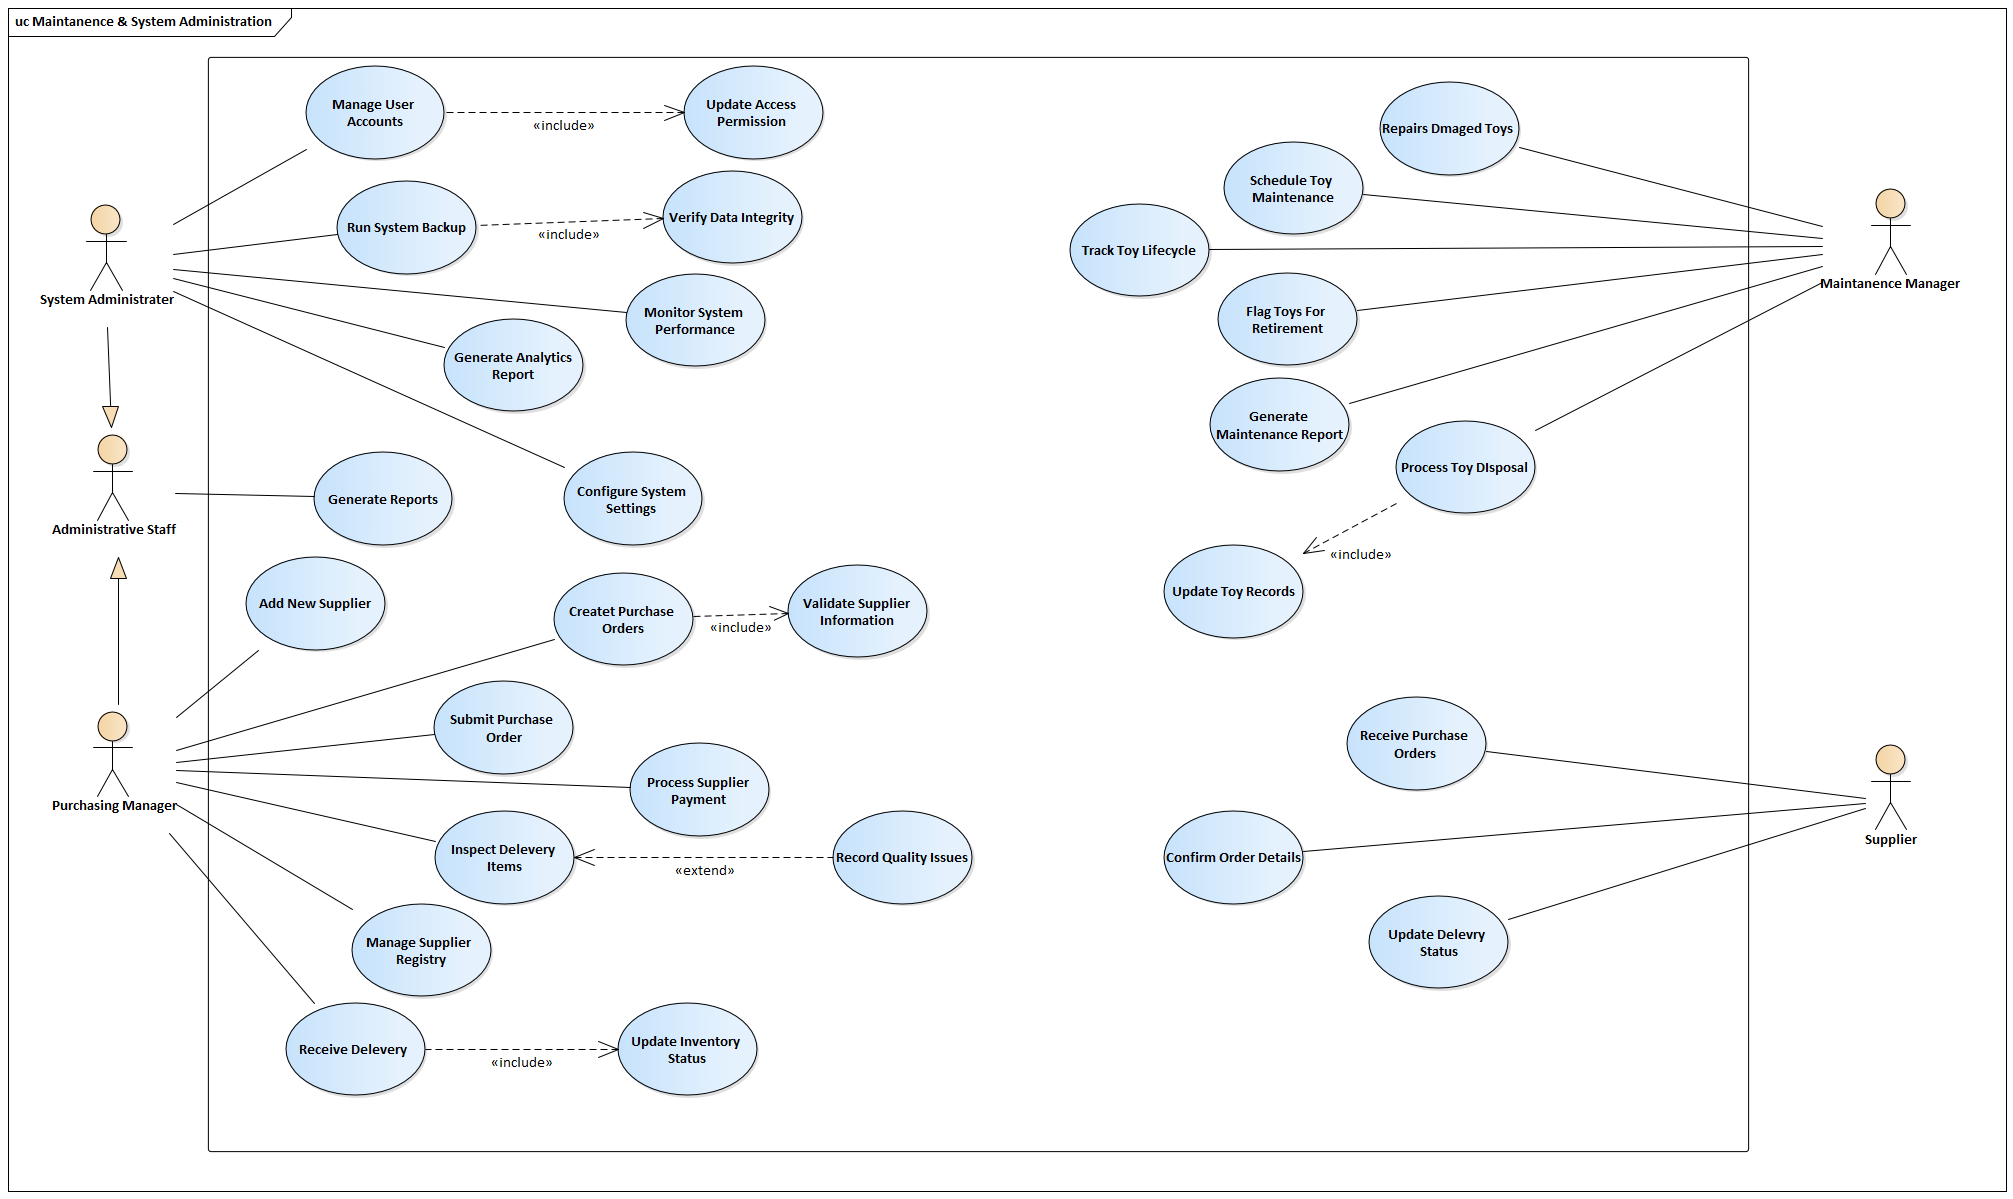 uc Maintanence & System Administration
Manage User
Accounts
«include»
Update Access
Permission
Run System Backup
«include»
Verify Data Integrity
Monitor System
Performance
Generate Analytics
Report
System Administrater
Configure System
Settings
Generate Reports
Administrative Staff
Add New Supplier
Createt Purchase
Orders
«include»
Validate Supplier
Information
Submit Purchase
Order
Process Supplier
Payment
Purchasing Manager
Inspect Delevery
Items
«extend»
Record Quality Issues
Manage Supplier
Registry
Receive Delevery
«include»
Update Inventory
Status
Repairs Dmaged Toys
Schedule Toy
Maintenance
Track Toy Lifecycle
Maintanence Manager
Flag Toys For
Retirement
Generate
Maintenance Report
Process Toy DIsposal
«include»
Update Toy Records
Receive Purchase
Orders
Supplier
Confirm Order Details
Update Delevry
Status